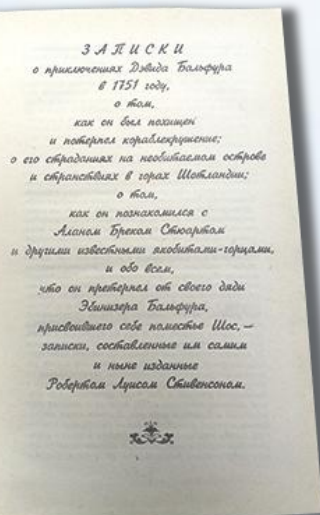 ЗАПИСКИ
о приключениях Дэвида Бальфура
в 1751 году,
о том,
как он был похищен
и потерпел кораблекрушение;
о его страданиях на необитаемом острове
и странствиях в горах Шотландии;
о том,
как он познакомился с
Аланом Бреком Стюартом
и другими известными якобитами-горцами,
и обо всем,
что он претерпел от своего дяди
Эбинизера Бальфура,
присвоившего себе поместье Шос, —
записки, составленные им самим
и ныне изданные
Робертом Луисом Стивенсоном.